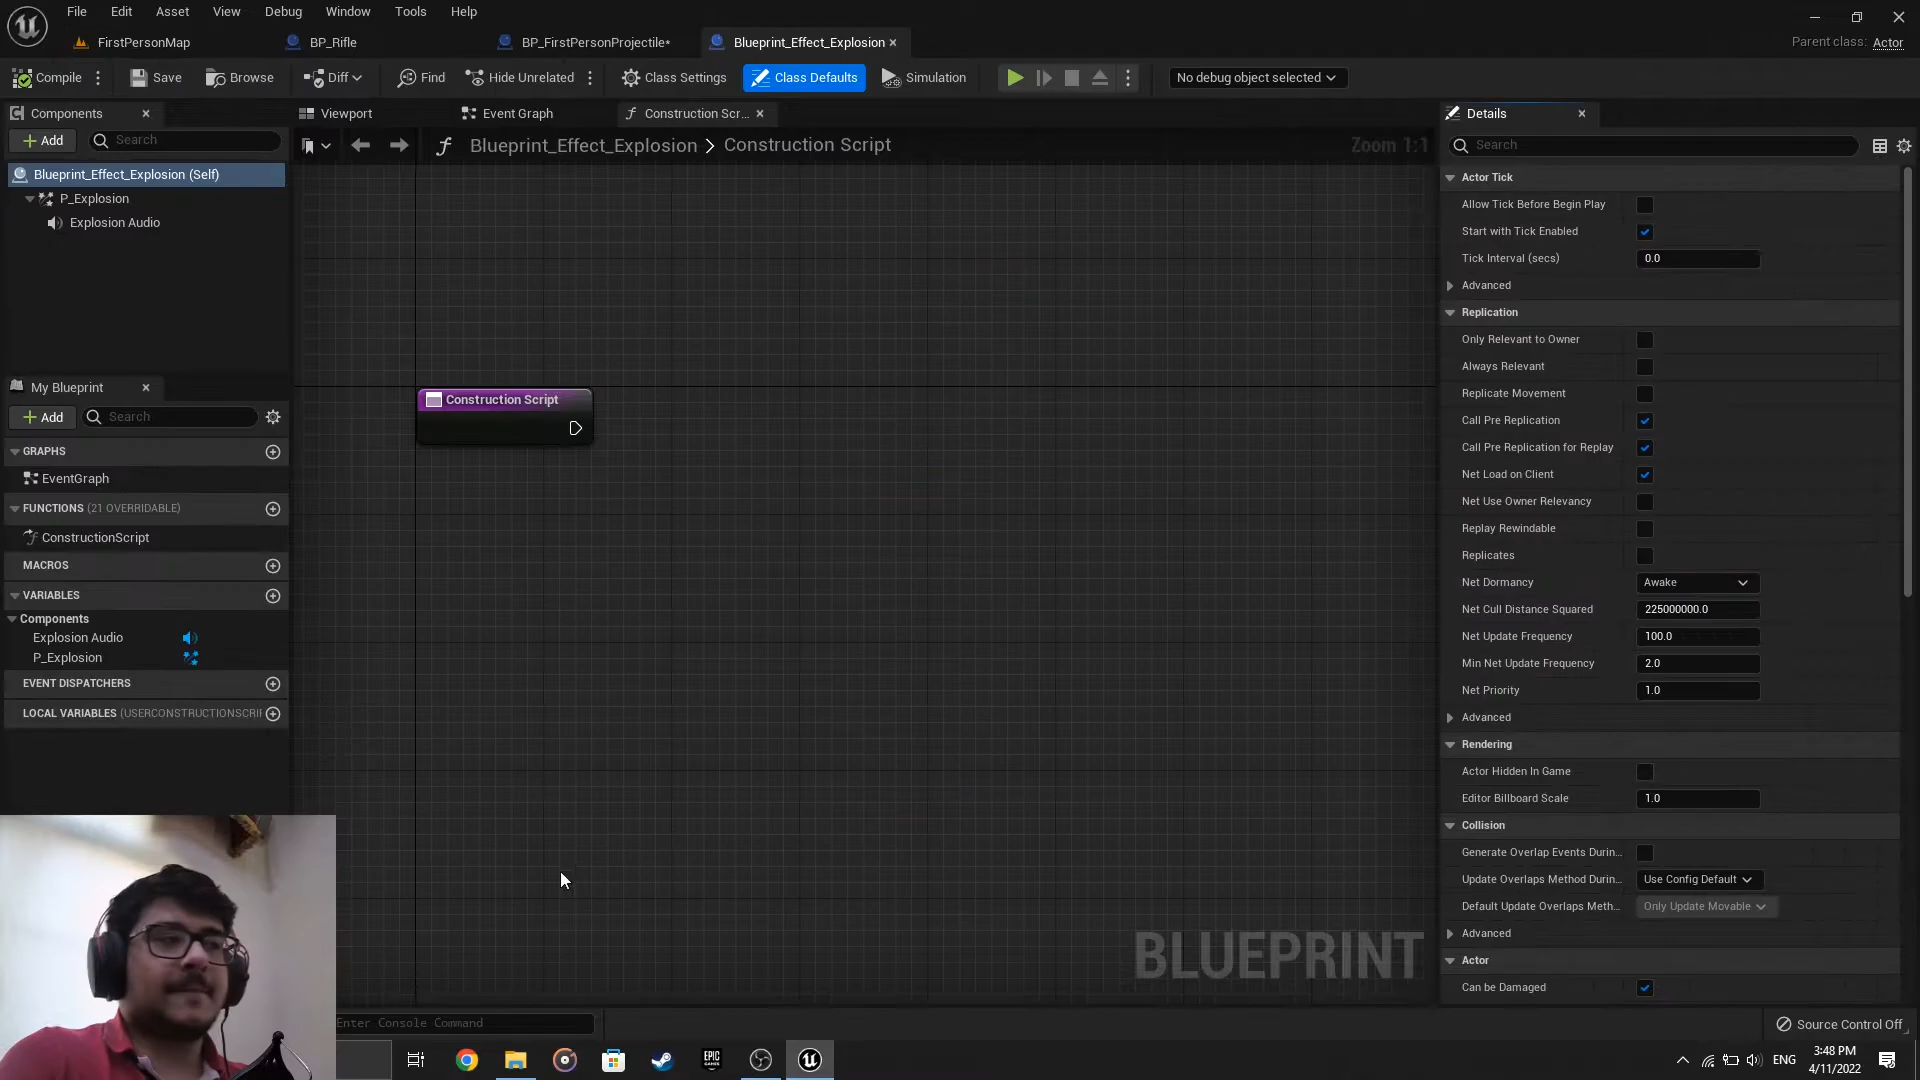 File Edit Asset View Debug Window Tools Help
FirstPersonMap BP_Rifle BP_FirstPersonProjectile* Blueprint_Effect_Explosion Parent class: Actor
Compile Save Browse Diff Find Hide Unrelated Class Settings Class Defaults Simulation No debug object selected
Components Viewport Event Graph Construction Scr... Details
Add Search Blueprint_Effect_Explosion > Construction Script Zoom 1:1 Search
Blueprint_Effect_Explosion (Self)
P_Explosion
Explosion Audio
My Blueprint
Add Search
GRAPHS
EventGraph
FUNCTIONS (21 OVERRIDABLE)
ConstructionScript
MACROS
VARIABLES
Components
Explosion Audio
P_Explosion
EVENT DISPATCHERS
LOCAL VARIABLES (USERCONSTRUCTIONSCRI
Construction Script
BLUEPRINT
Actor Tick
Allow Tick Before Begin Play
Start with Tick Enabled
Tick Interval (secs) 0.0
Advanced
Replication
Only Relevant to Owner
Always Relevant
Replicate Movement
Call Pre Replication
Call Pre Replication for Replay
Net Load on Client
Net Use Owner Relevancy
Replay Rewindable
Replicates
Net Dormancy Awake
Net Cull Distance Squared 225000000.0
Net Update Frequency 100.0
Min Net Update Frequency 2.0
Net Priority 1.0
Advanced
Rendering
Actor Hidden In Game
Editor Billboard Scale 1.0
Collision
Generate Overlap Events Durin...
Update Overlaps Method Durin... Use Config Default
Default Update Overlaps Meth... Only Update Movable
Advanced
Actor
Can be Damaged
Enter Console Command
Source Control Off
EPIC GAMES
ENG 3:48 PM
4/11/2022